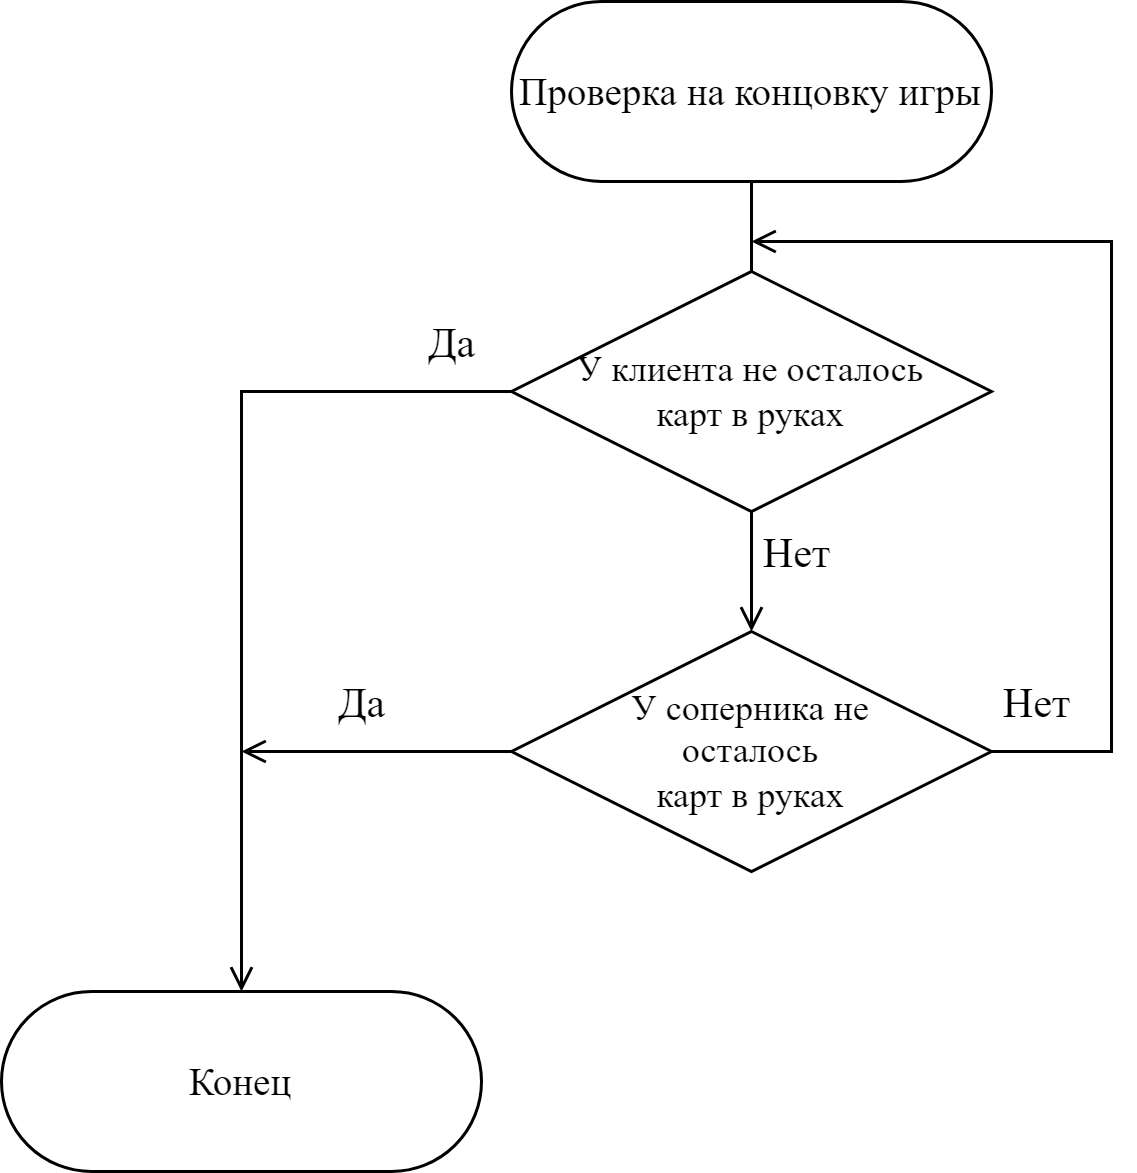 Проверка на концовку игры
Да
У клиента не осталось
карт в руках
Нет
Да
У соперника не
осталось
карт в руках
Нет
Конец